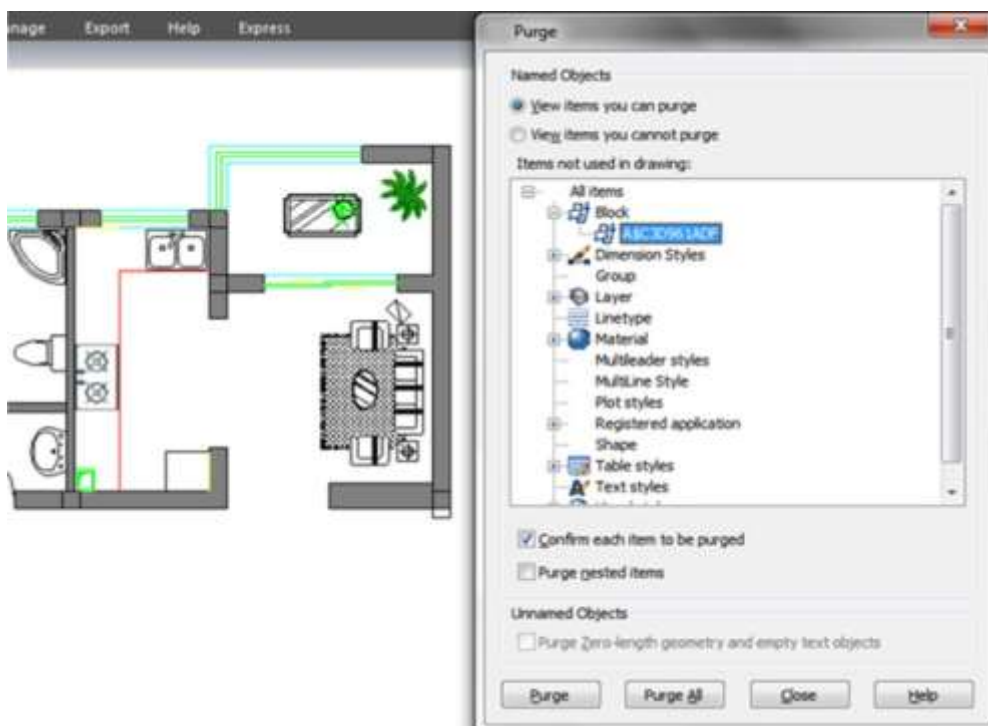 Export Help Express
Purge
Named Objects
View items you can purge
View items you cannot purge
Items not used in drawing:
All items
Block
A$C3D961ADF
Dimension Styles
Group
Layer
Linetype
Material
Multileader styles
MultiLine Style
Plot styles
Registered application
Shape
Table styles
Text styles
Confirm each item to be purged
Purge nested items
Unnamed Objects
Purge Zero-length geometry and empty text objects
Purge Purge All Close Help